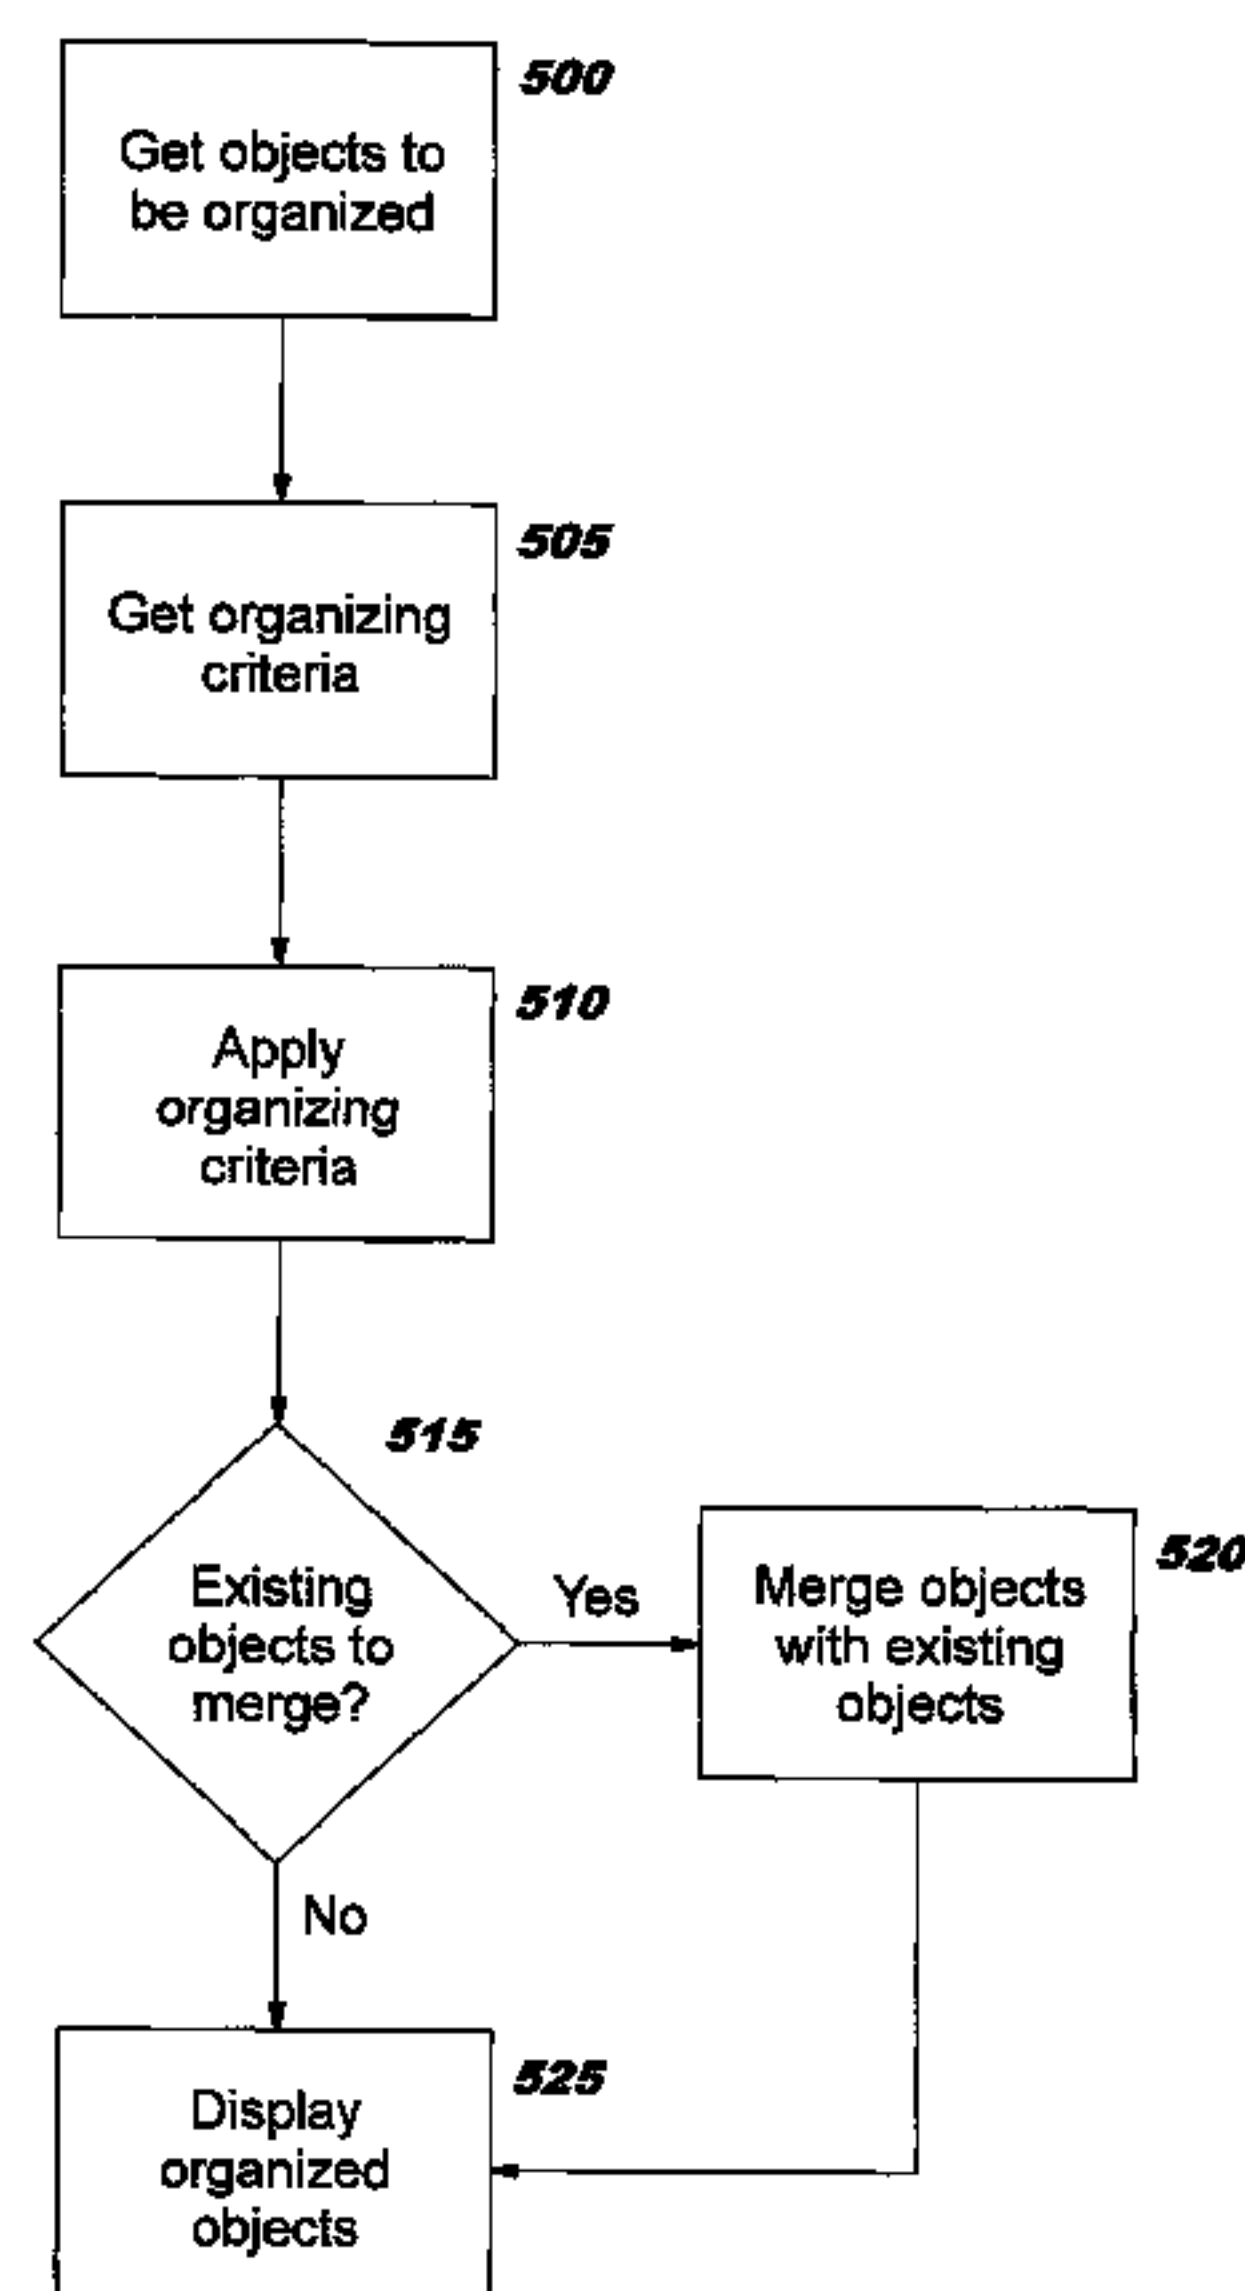 500
Get objects to
be organized
505
Get organizing
criteria
510
Apply
organizing
criteria
515
Existing
objects to
merge?
Yes
520
Merge objects
with existing
objects
No
525
Display
organized
objects